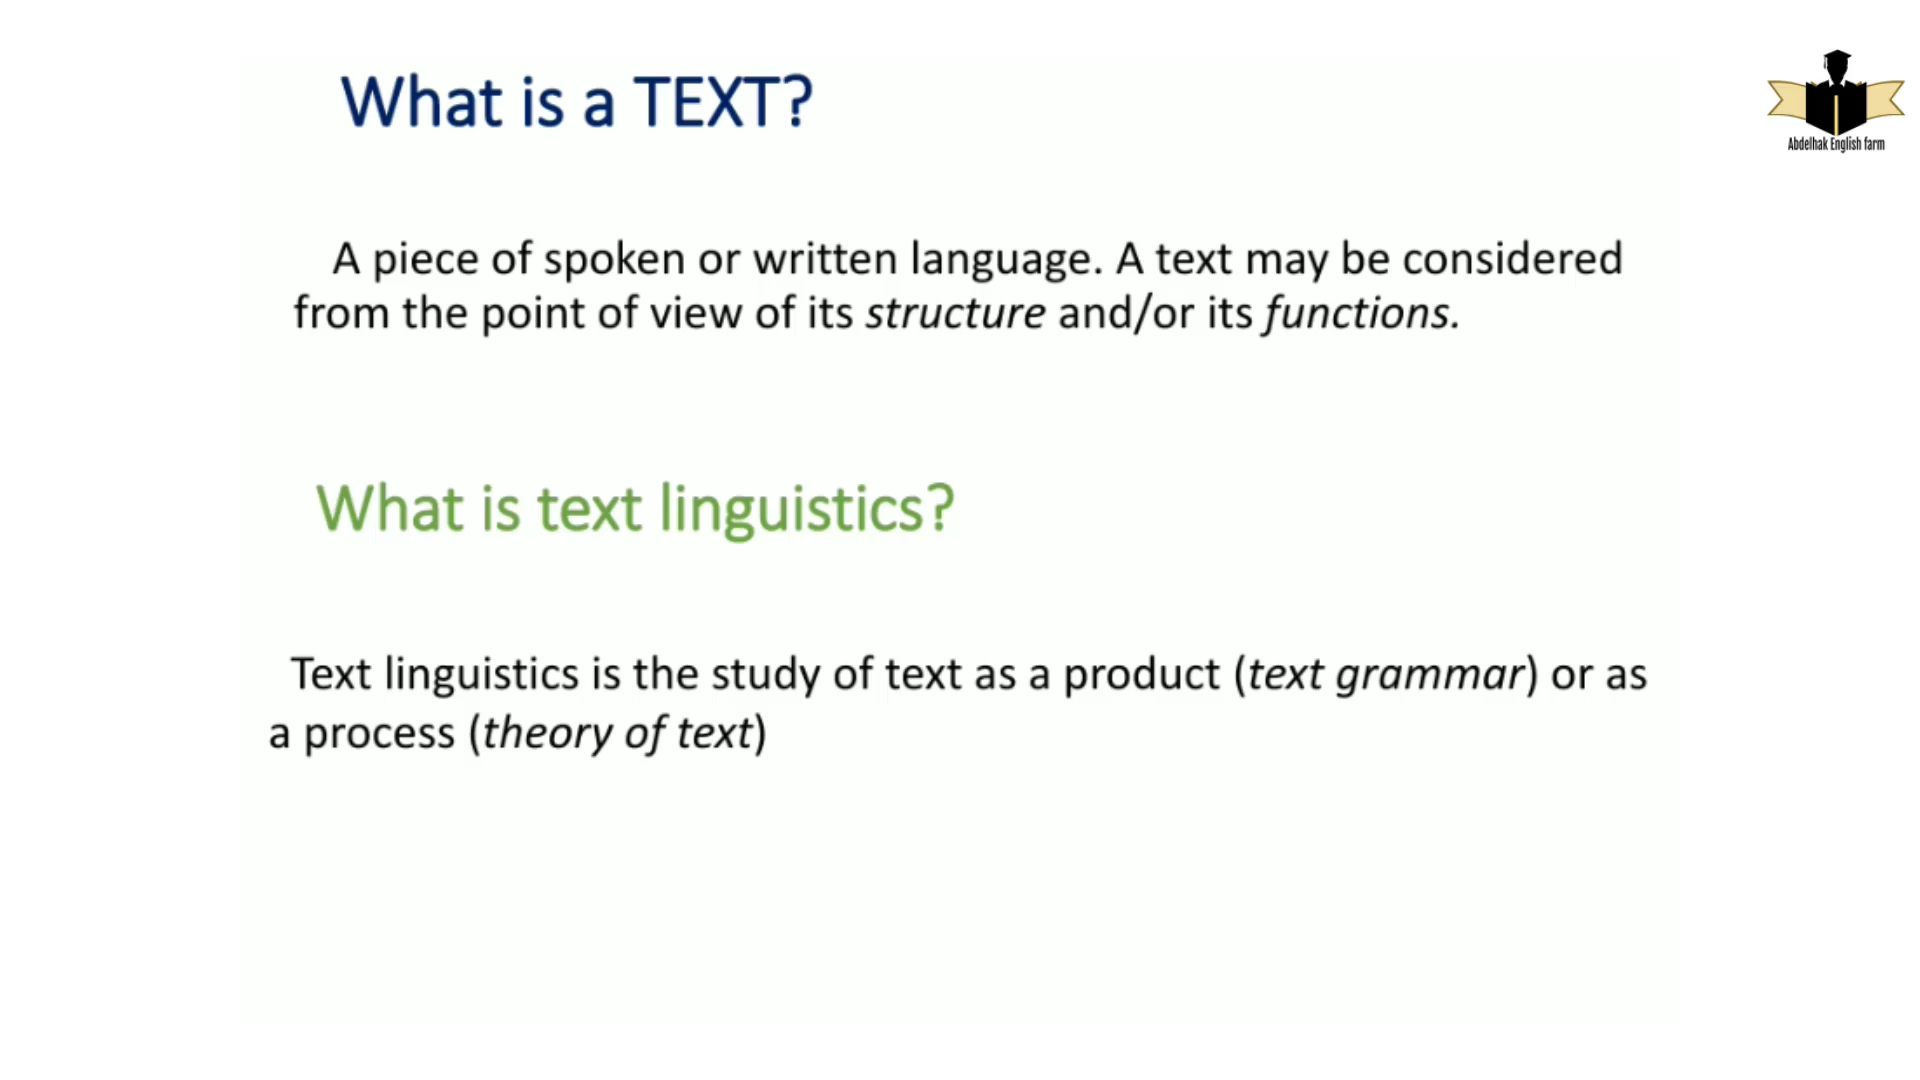 What is a TEXT?
Abdelhak English farm
A piece of spoken or written language. A text may be considered
from the point of view of its structure and/or its functions.
What is text linguistics?
Text linguistics is the study of text as a product (text grammar) or as
a process (theory of text)